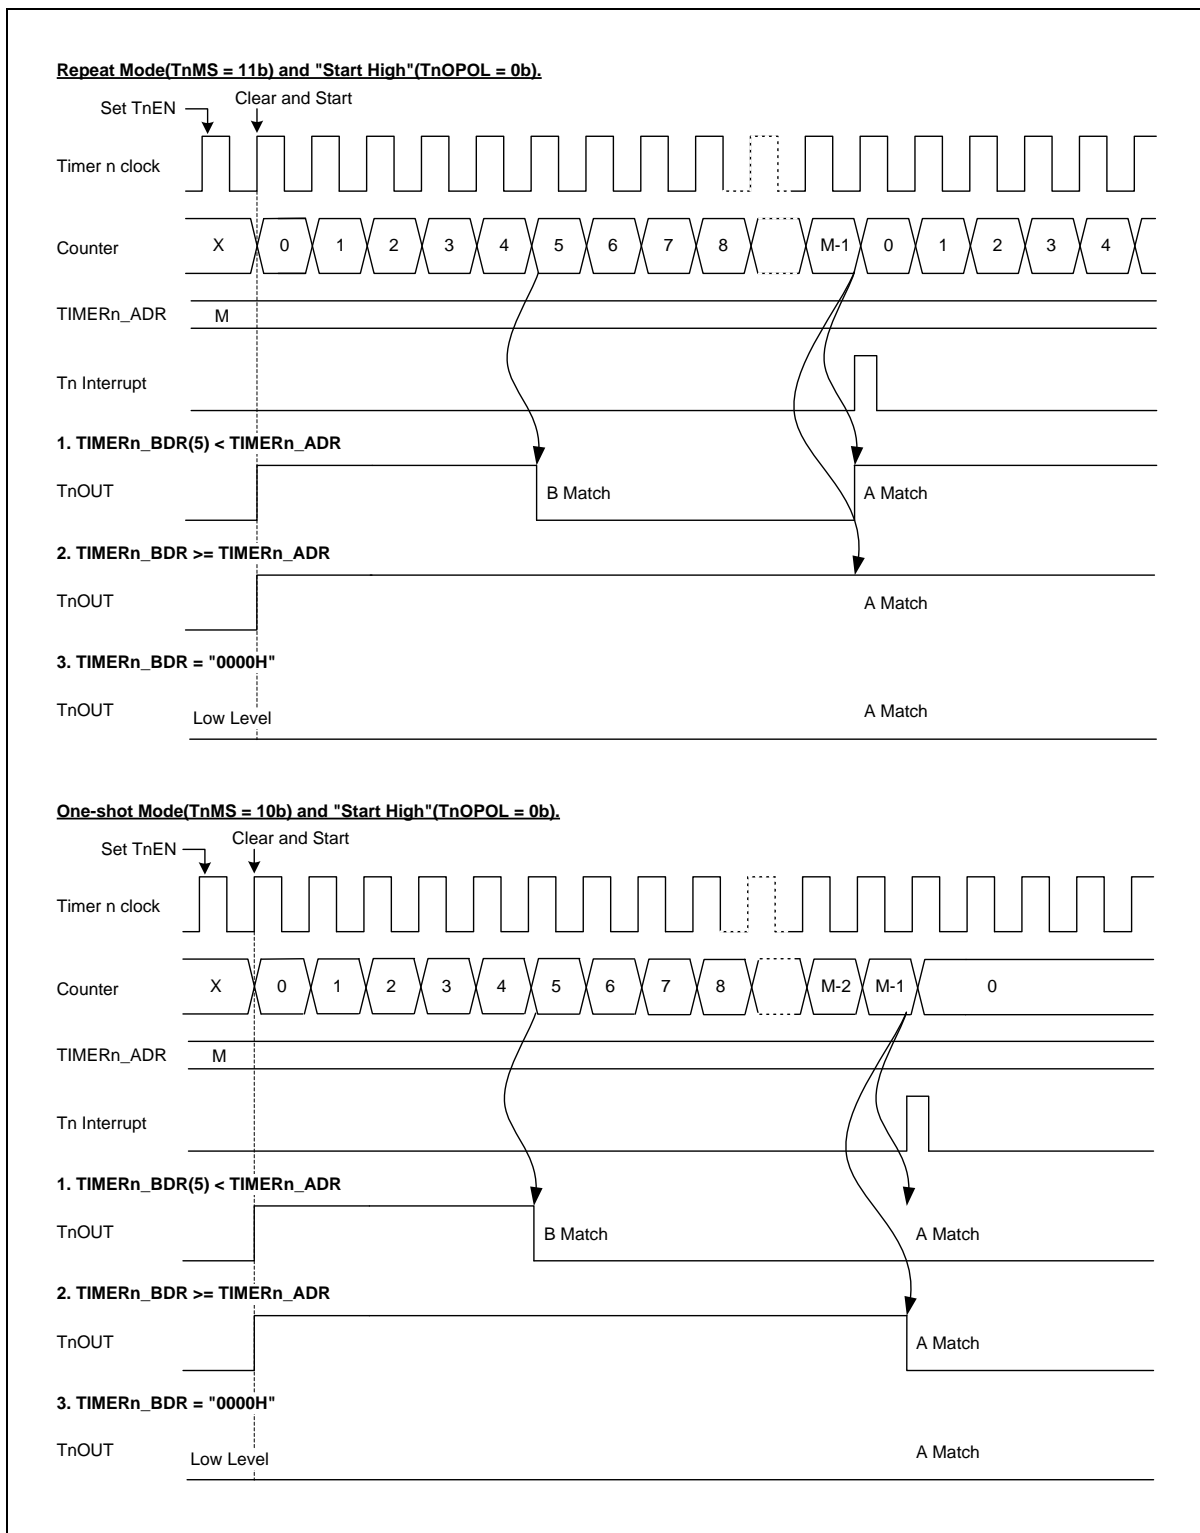 Repeat Mode(TnMS = 11b) and "Start High"(TnOPOL = 0b).
Set TnEN
Clear and Start
Timer n clock
Counter X 0 1 2 3 4 5 6 7 8 M-1 0 1 2 3 4
TIMERn_ADR M
Tn Interrupt
1. TIMERn_BDR(5) < TIMERn_ADR
TnOUT B Match A Match
2. TIMERn_BDR >= TIMERn_ADR
TnOUT A Match
3. TIMERn_BDR = "0000H"
TnOUT Low Level A Match
One-shot Mode(TnMS = 10b) and "Start High"(TnOPOL = 0b).
Set TnEN
Clear and Start
Timer n clock
Counter X 0 1 2 3 4 5 6 7 8 M-2 M-1 0
TIMERn_ADR M
Tn Interrupt
1. TIMERn_BDR(5) < TIMERn_ADR
TnOUT B Match A Match
2. TIMERn_BDR >= TIMERn_ADR
TnOUT A Match
3. TIMERn_BDR = "0000H"
TnOUT Low Level A Match